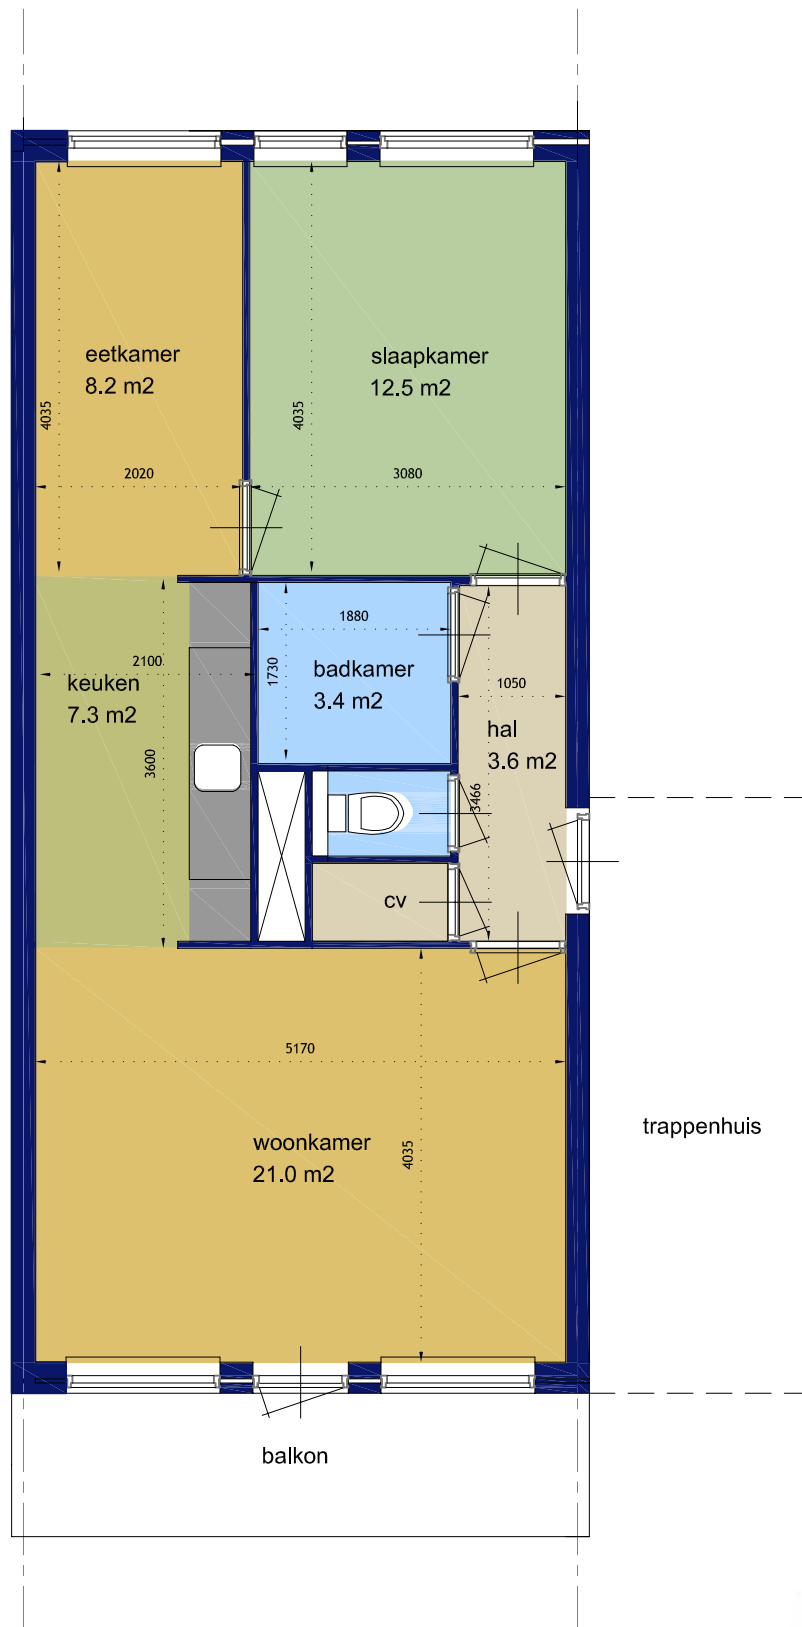 eetkamer
8.2 m2
slaapkamer
12.5 m2
4035
4035
2020
3080
1880
1730
badkamer
3.4 m2
2100
keuken
7.3 m2
3600
1050
hal
3.6 m2
3466
cv
5170
woonkamer
21.0 m2
4035
trappenhuis
balkon